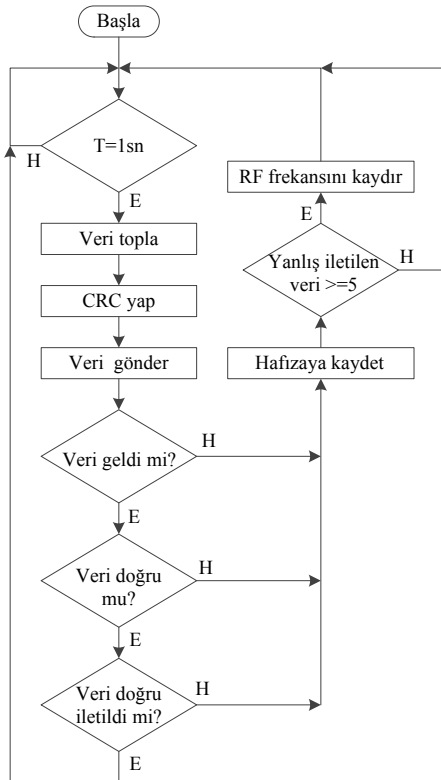 Başla
T=1sn
H
E
Veri topla
CRC yap
Veri gönder
Veri geldi mi?
H
E
Veri doğru
mu?
H
E
Veri doğru
iletildi mi?
H
E
RF frekansını kaydır
E
Yanlış iletilen
veri >=5
H
Hafızaya kaydet